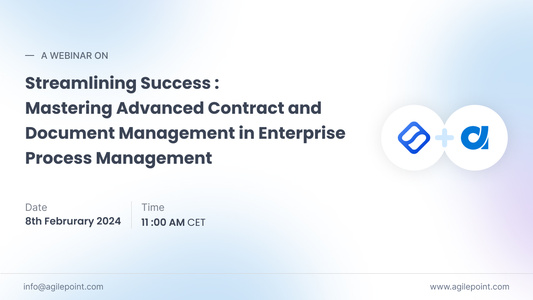 — A WEBINAR ON
Streamlining Success :
Mastering Advanced Contract and
Document Management in Enterprise
Process Management
Date
8th Februrary 2024
Time
11 :00 AM CET
info@agilepoint.com
www.agilepoint.com